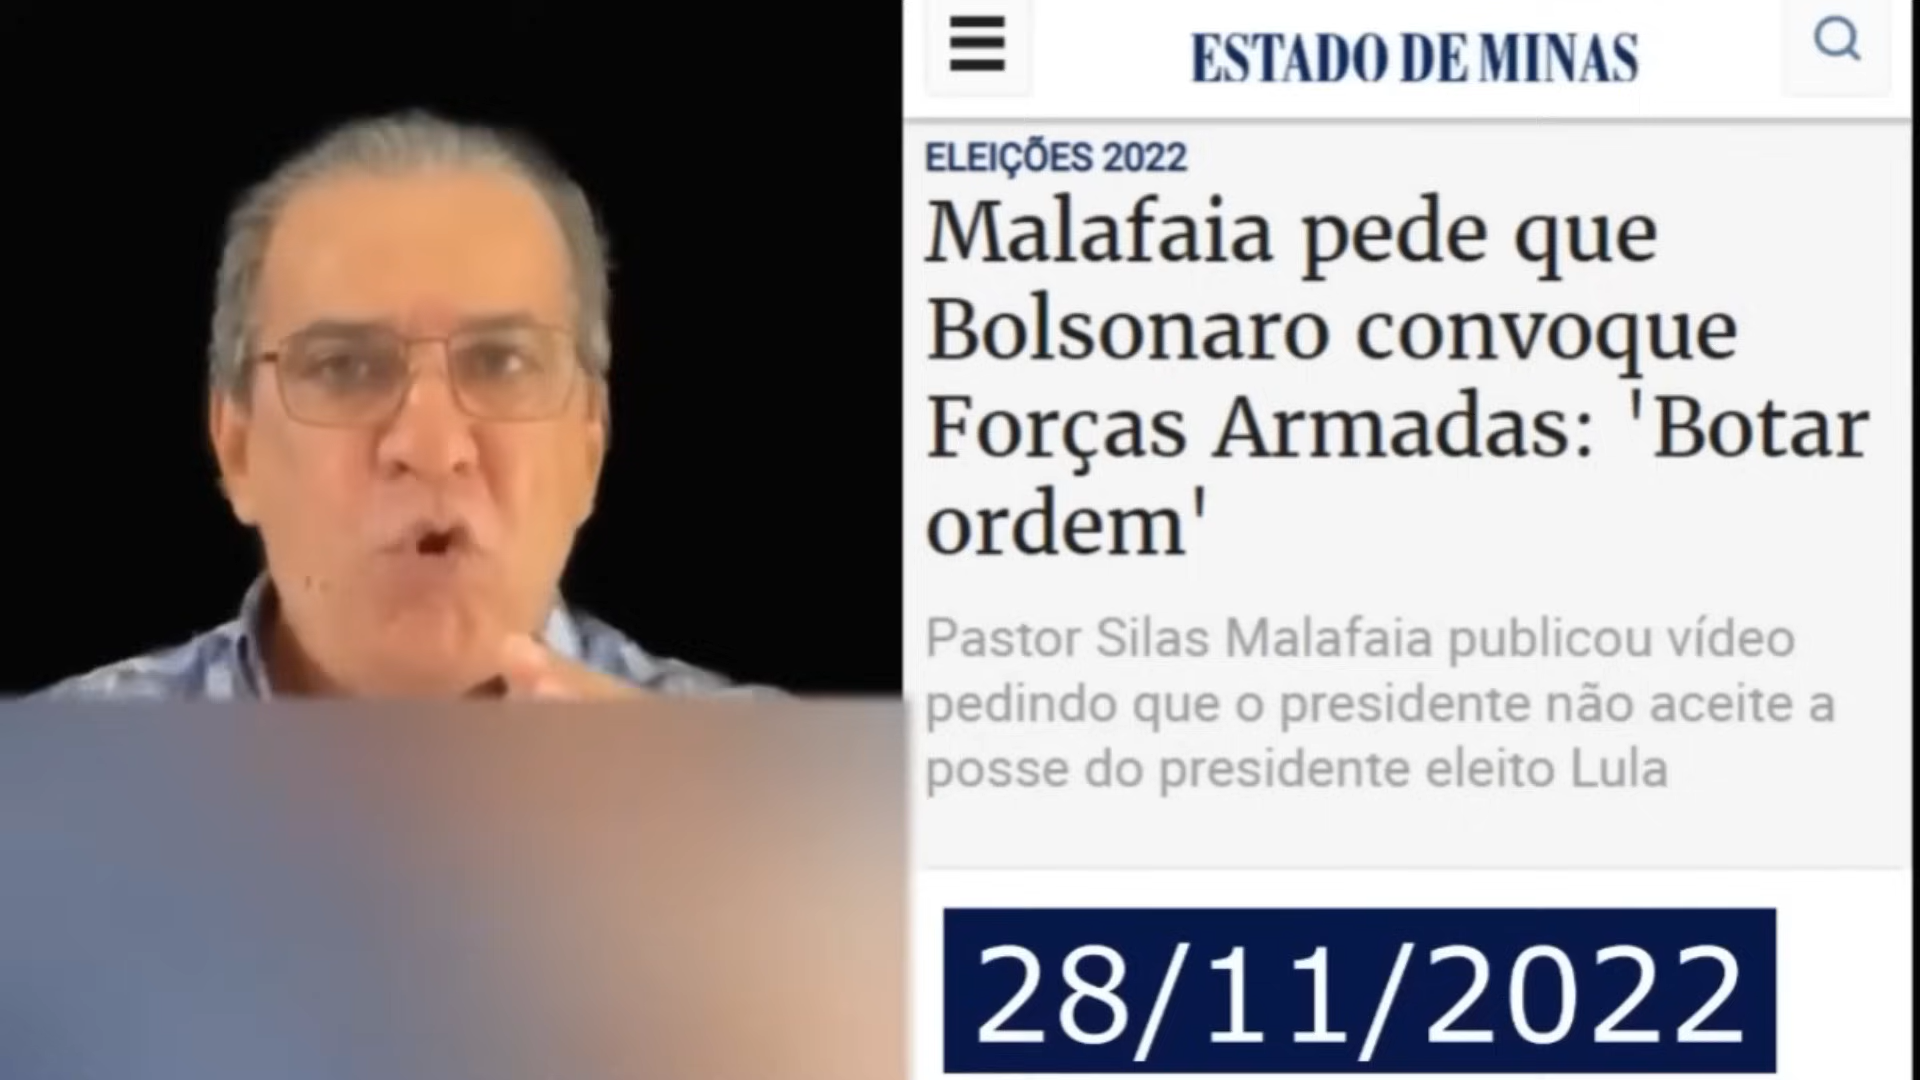 ESTADO DE MINAS
ELEIÇÕES 2022
Malafaia pede que
Bolsonaro convoque
Forças Armadas: 'Botar
ordem'
Pastor Silas Malafaia publicou vídeo
pedindo que o presidente não aceite a
posse do presidente eleito Lula
28/11/2022